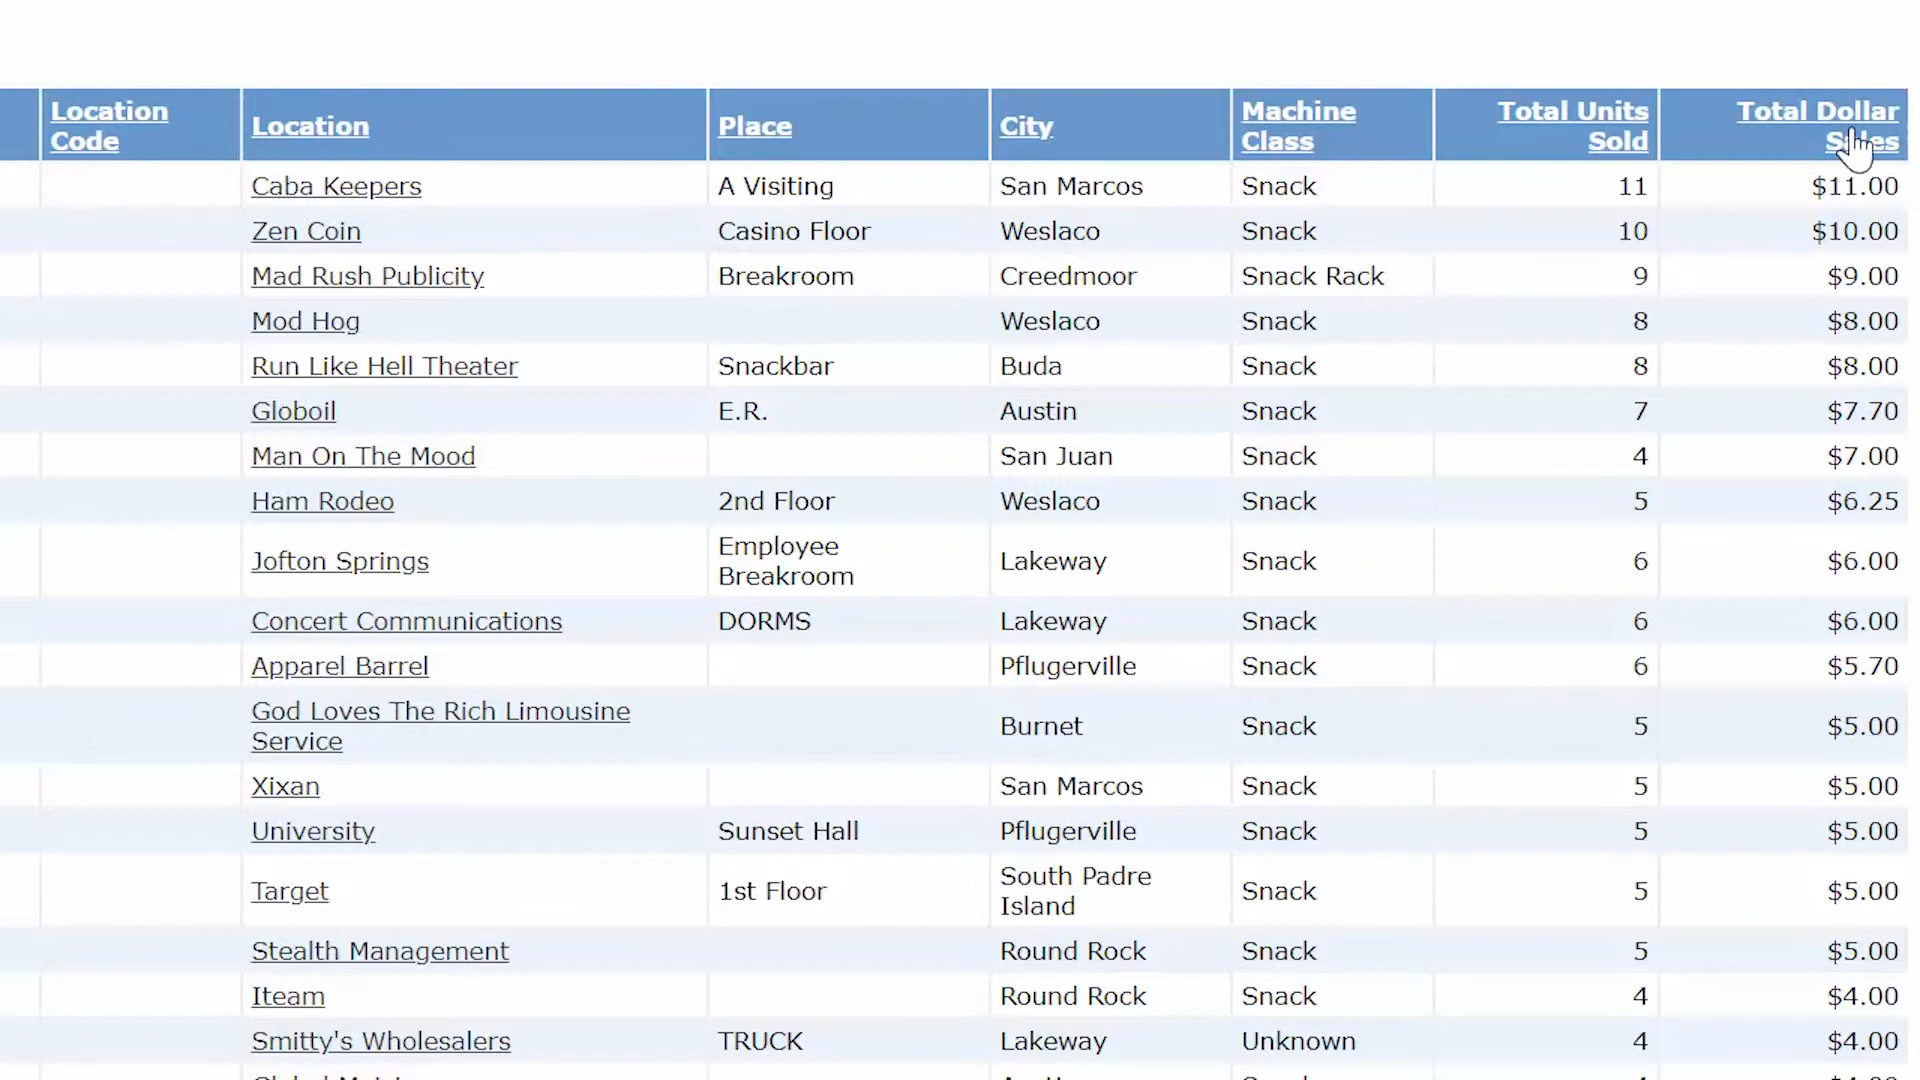 Location Code
Location
Place
City
Machine Class
Total Units Sold
Total Dollar Sales
Caba Keepers A Visiting San Marcos Snack 11 $11.00
Zen Coin Casino Floor Weslaco Snack 10 $10.00
Mad Rush Publicity Breakroom Creedmoor Snack Rack 9 $9.00
Mod Hog Weslaco Snack 8 $8.00
Run Like Hell Theater Snackbar Buda Snack 8 $8.00
Globoil E.R. Austin Snack 7 $7.70
Man On The Mood San Juan Snack 4 $7.00
Ham Rodeo 2nd Floor Weslaco Snack 5 $6.25
Jofton Springs Employee Breakroom Lakeway Snack 6 $6.00
Concert Communications DORMS Lakeway Snack 6 $6.00
Apparel Barrel Pflugerville Snack 6 $5.70
God Loves The Rich Limousine Service Burnet Snack 5 $5.00
Xixan San Marcos Snack 5 $5.00
University Sunset Hall Pflugerville Snack 5 $5.00
Target 1st Floor South Padre Island Snack 5 $5.00
Stealth Management Round Rock Snack 5 $5.00
Iteam Round Rock Snack 4 $4.00
Smitty's Wholesalers TRUCK Lakeway Unknown 4 $4.00